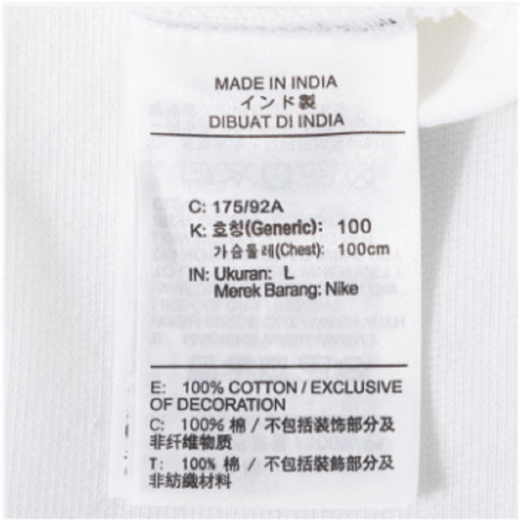 MADE IN INDIA
インド製
DIBUAT DI INDIA
C: 175/92A
K: 호칭(Generic): 100
가슴둘레(Chest): 100cm
IN: Ukuran: L
Merek Barang: Nike
E: 100% COTTON / EXCLUSIVE
OF DECORATION
C: 100% 棉 / 不包括装饰部分及
非纤维物质
T: 100% 棉 / 不包括裝飾部分及
非紡織材料